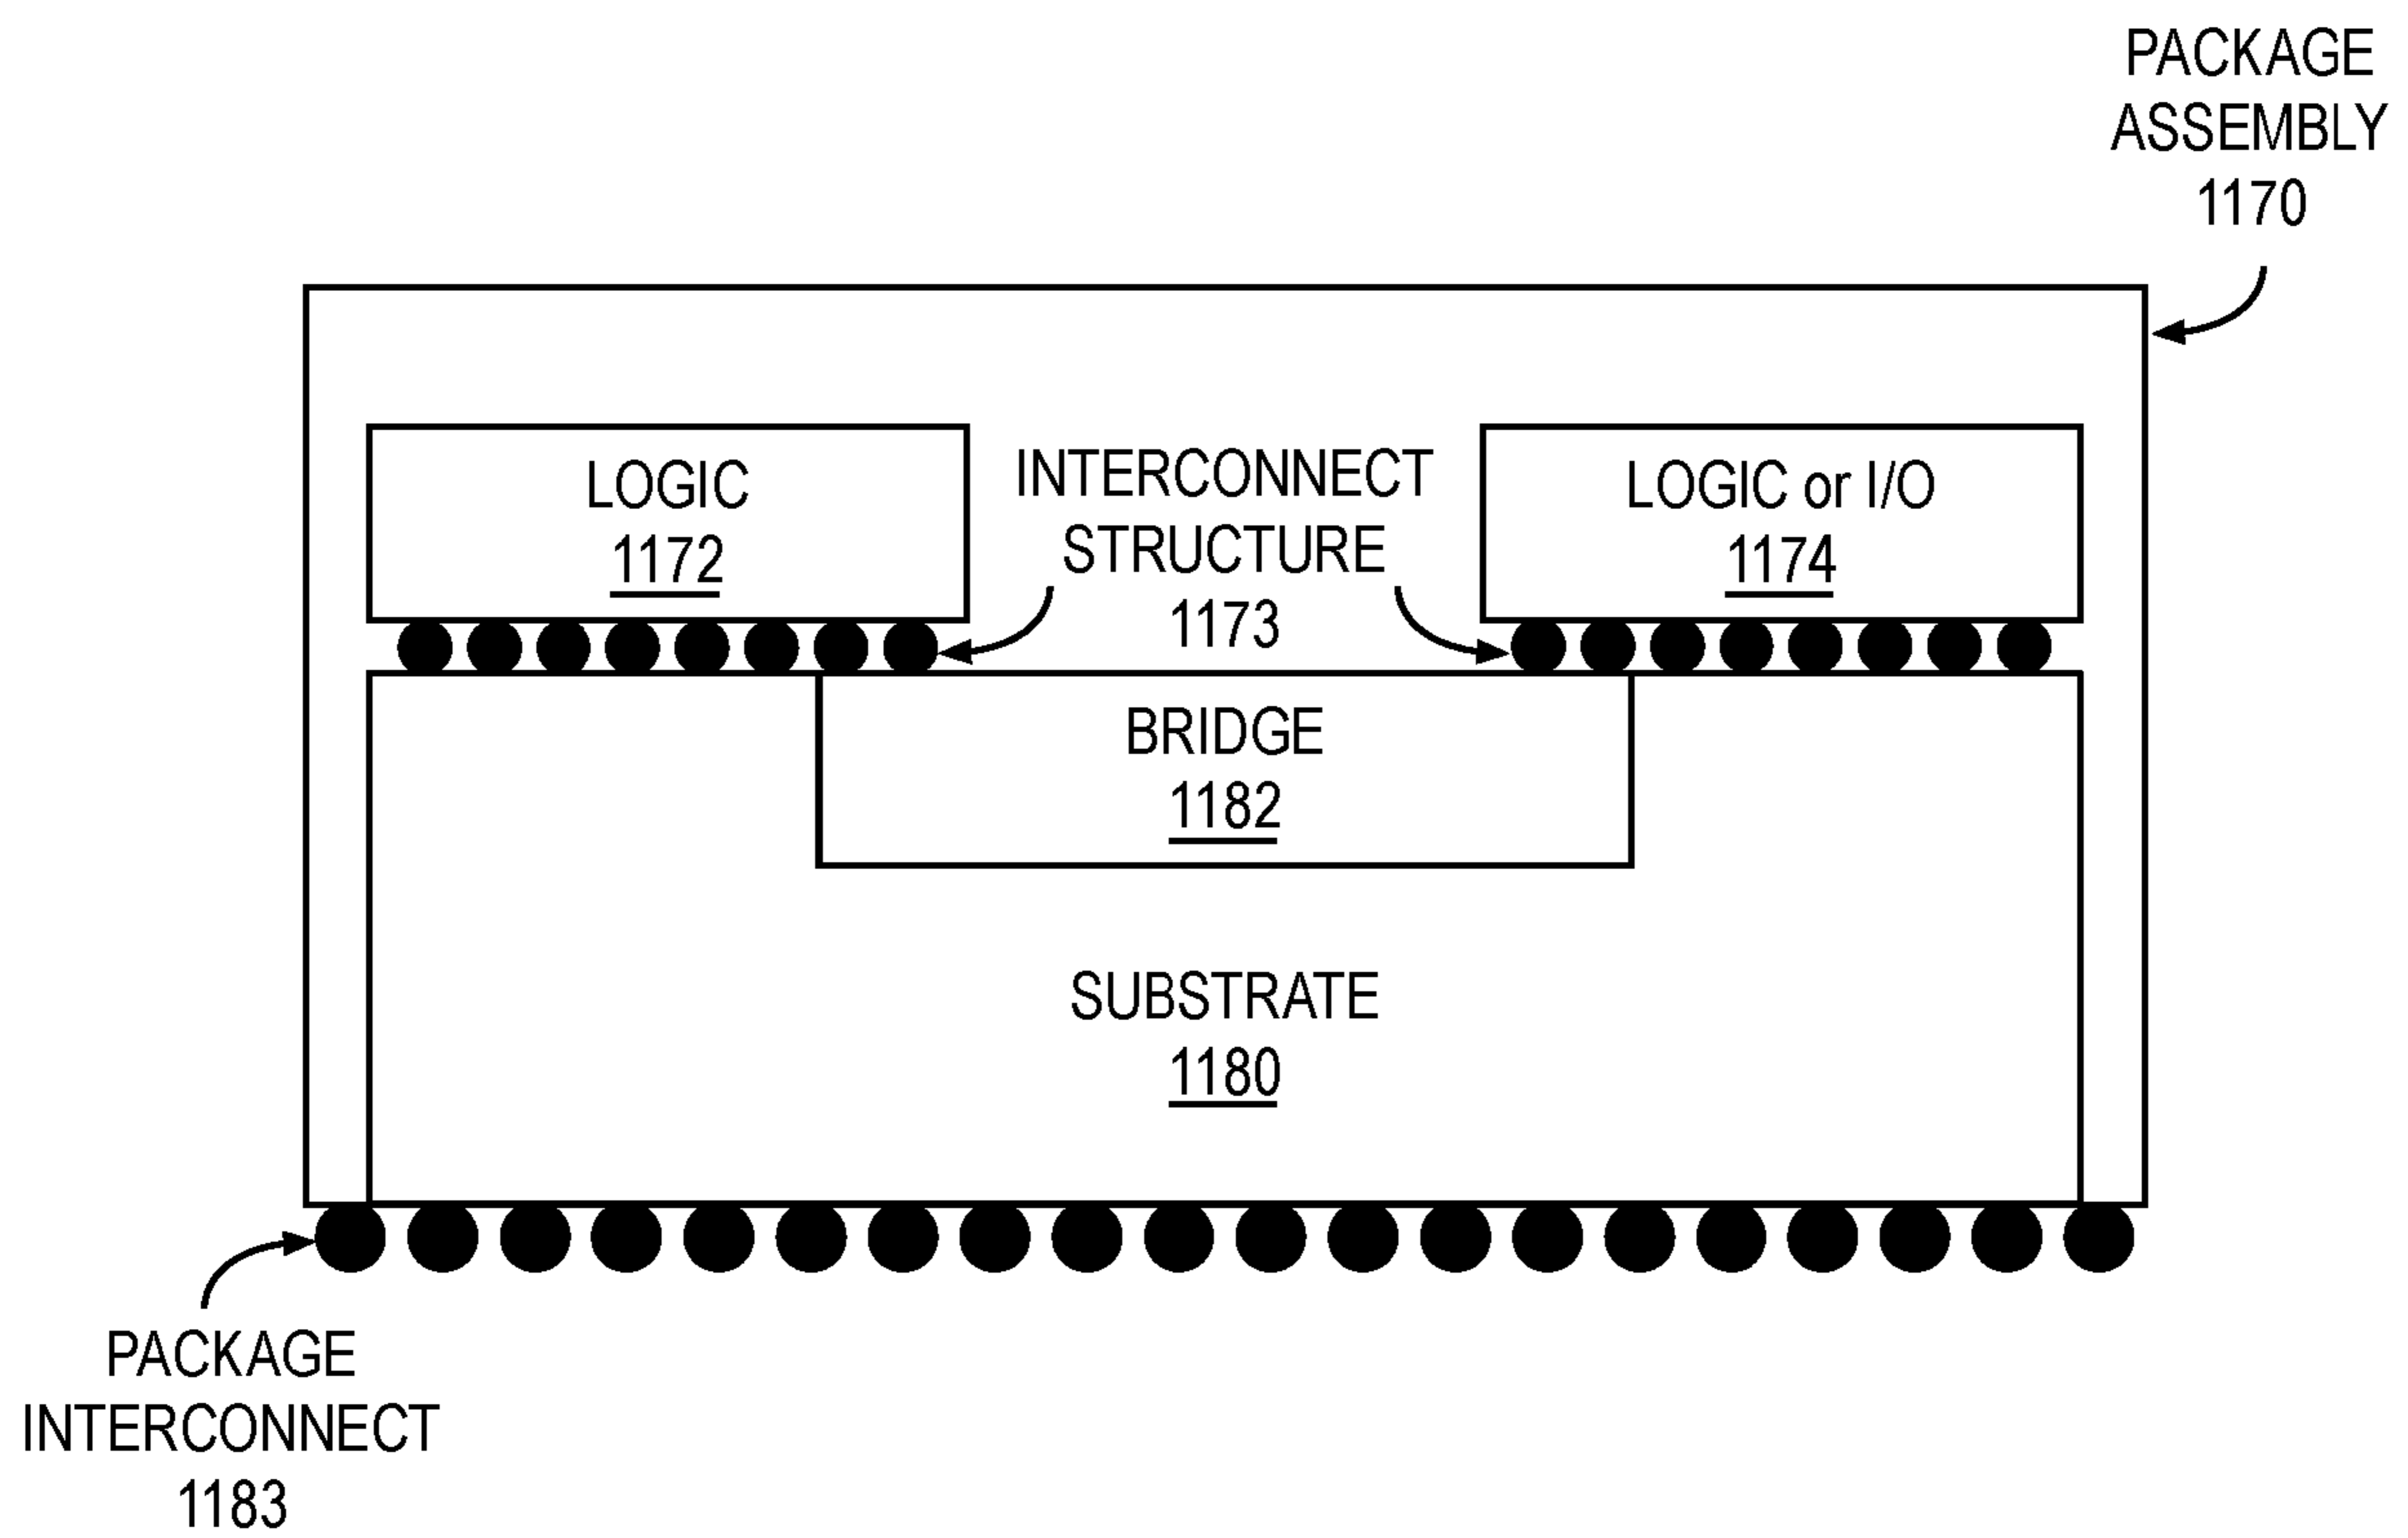 PACKAGE
ASSEMBLY
1170
LOGIC
1172
INTERCONNECT
STRUCTURE
1173
LOGIC or I/O
1174
BRIDGE
1182
SUBSTRATE
1180
PACKAGE
INTERCONNECT
1183